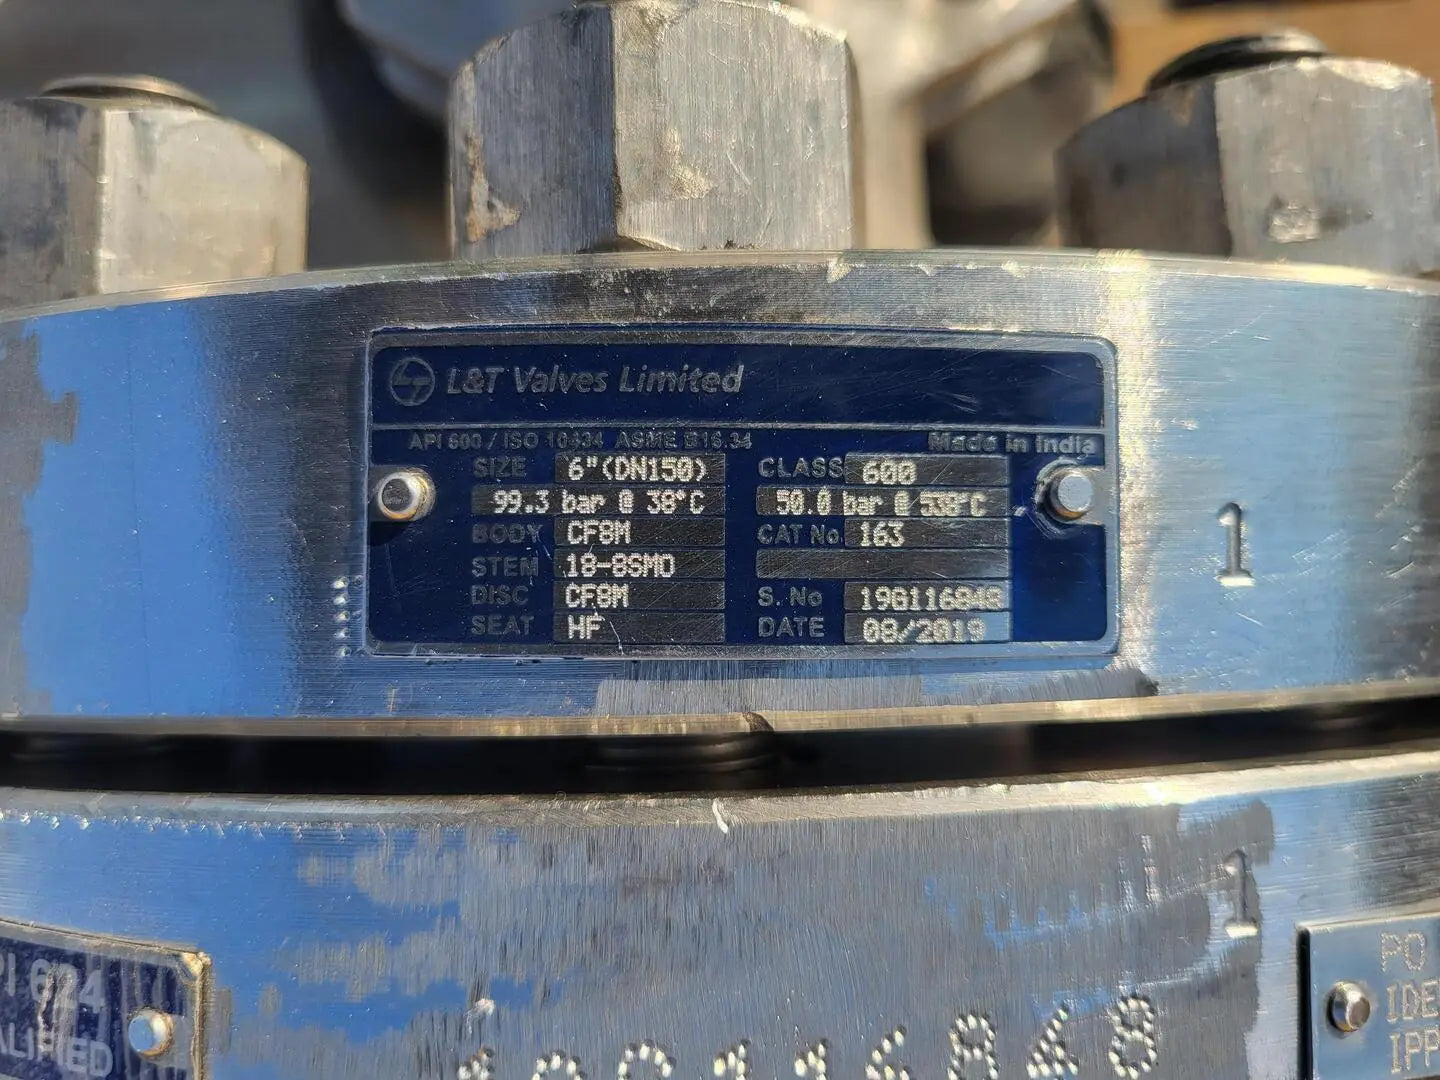 L&T Valves Limited
API 600 / ISO 10434 ASME B16.34 Made in India
SIZE 6"(DN150) CLASS 600
99.3 bar @ 38°C 50.0 bar @ 538°C
BODY CF8M CAT No. 163
STEM 18-8SMO
DISC CF8M S. No
SEAT HF DATE 08/2019
1
1
624
PO